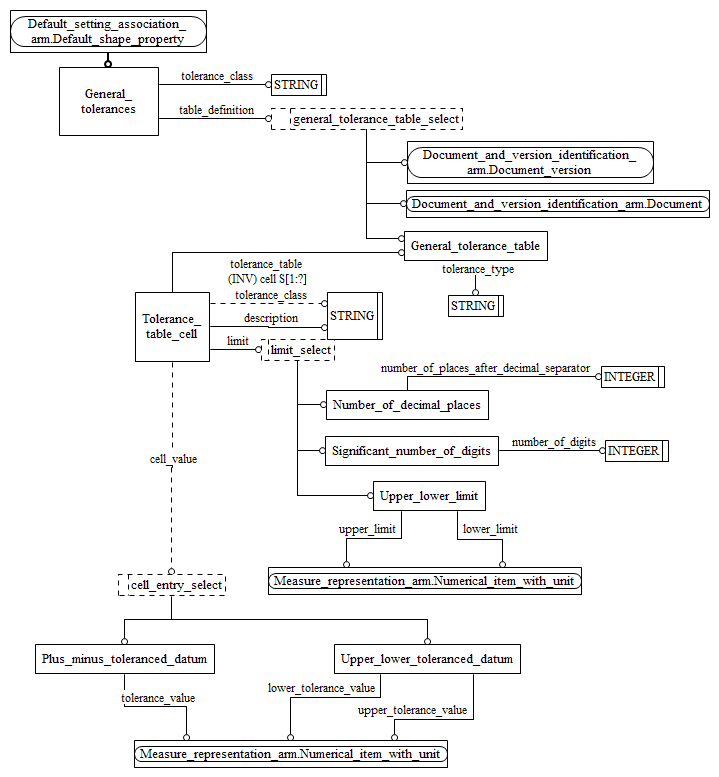 Default_setting_association_
arm.Default_shape_property
General_
tolerances
tolerance_class
STRING
table_definition
general_tolerance_table_select
Document_and_version_identification_
arm.Document_version
Document_and_version_identification_arm.Document
General_tolerance_table
tolerance_type
STRING
tolerance_table
(INV) cell S[1:?]
tolerance_class
Tolerance_
table_cell
description
STRING
limit
limit_select
number_of_places_after_decimal_separator
INTEGER
Number_of_decimal_places
Significant_number_of_digits
number_of_digits
INTEGER
cell_value
Upper_lower_limit
upper_limit
lower_limit
Measure_representation_arm.Numerical_item_with_unit
cell_entry_select
Plus_minus_toleranced_datum
Upper_lower_toleranced_datum
tolerance_value
lower_tolerance_value
upper_tolerance_value
Measure_representation_arm.Numerical_item_with_unit